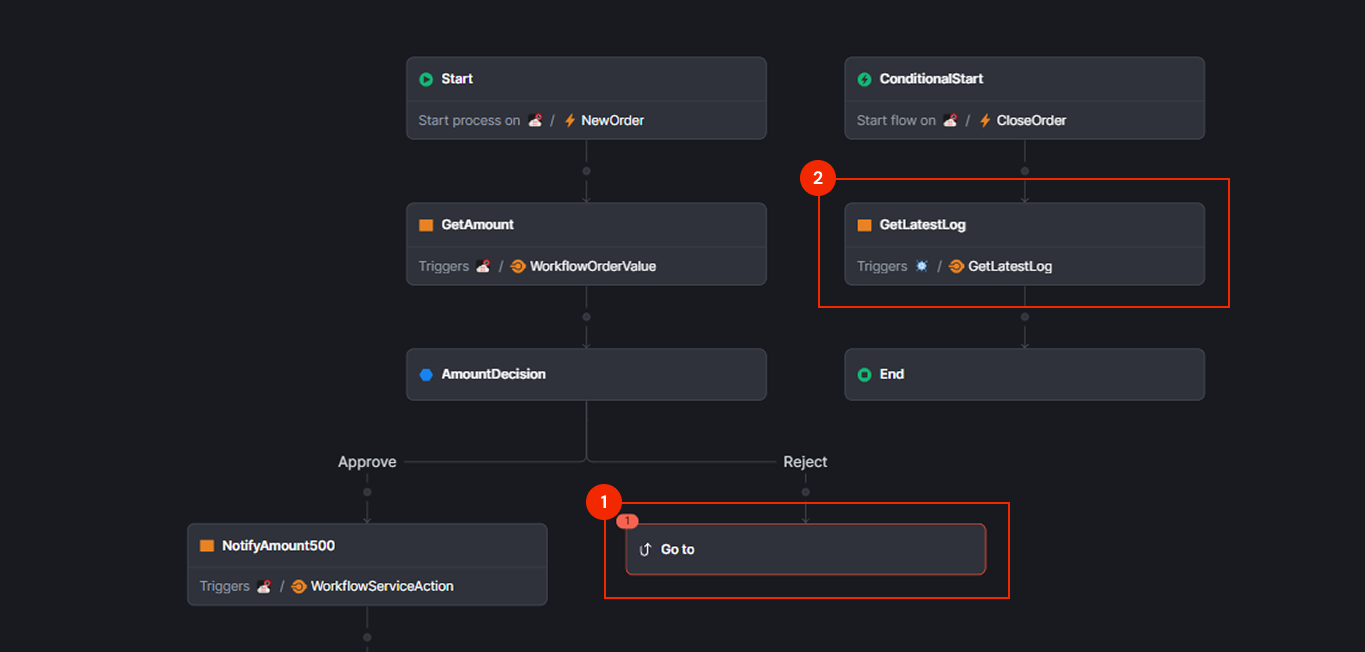 Start
Start process on / NewOrder
ConditionalStart
Start flow on / CloseOrder
2
GetAmount
Triggers / WorkflowOrderValue
GetLatestLog
Triggers / GetLatestLog
AmountDecision
End
Approve
Reject
1
1
Go to
NotifyAmount500
Triggers / WorkflowServiceAction